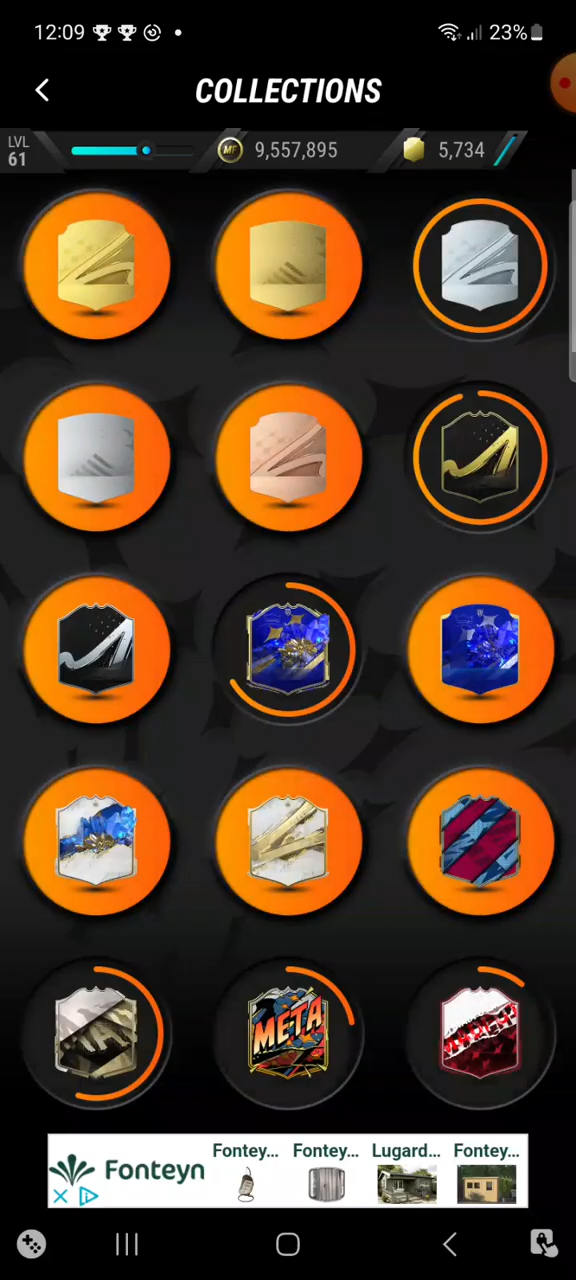 12:09
23%
COLLECTIONS
LVL
61
MF
9,557,895
5,734
META
Fonteyn
Fontey...
Fontey...
Lugard...
Fontey...